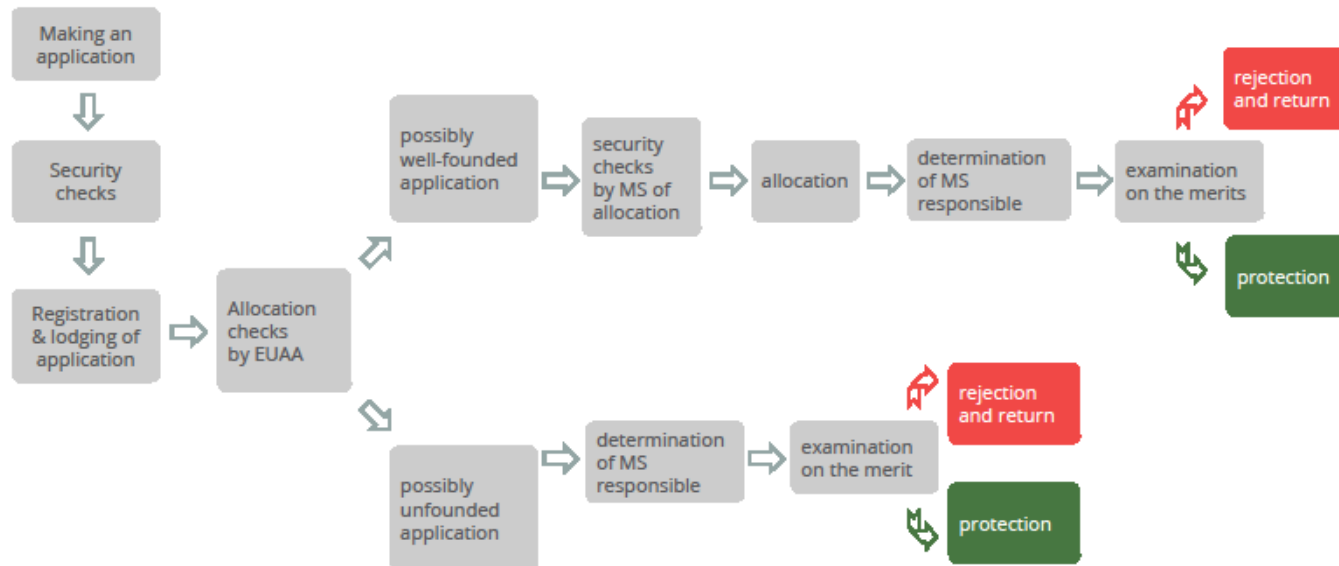 Making an
application
Security
checks
Registration
& lodging of
application
Allocation
checks
by EUAA
possibly
well-founded
application
security
checks
by MS of
allocation
allocation
determination
of MS
responsible
examination
on the merits
rejection
and return
protection
possibly
unfounded
application
determination
of MS
responsible
examination
on the merit
rejection
and return
protection